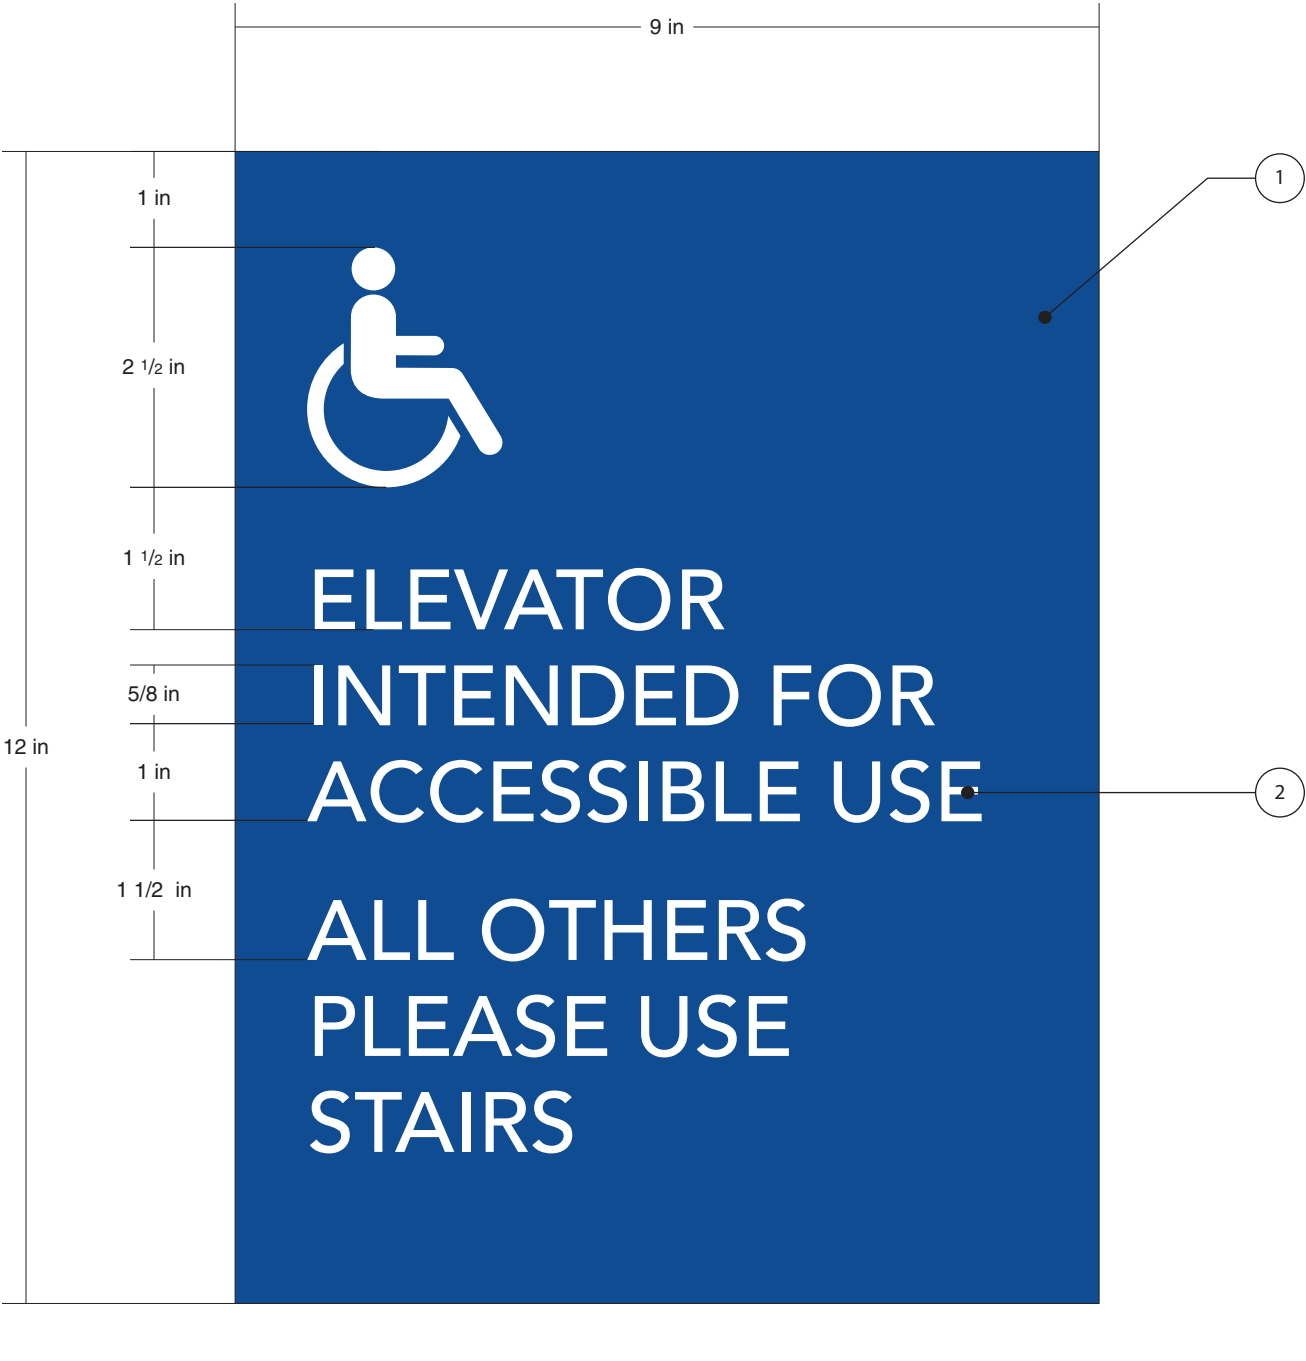 9 in
1
1 in
2 1/2 in
1 1/2 in
ELEVATOR
INTENDED FOR
5/8 in
12 in
1 in
ACCESSIBLE USE
2
1 1/2 in
ALL OTHERS
PLEASE USE
STAIRS